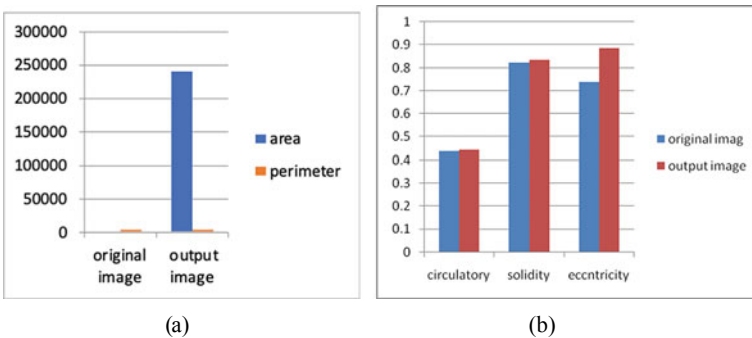 300000
250000
200000
150000
100000
50000
0
original image
output image
area
perimeter
(a)
1
0.9
0.8
0.7
0.6
0.5
0.4
0.3
0.2
0.1
0
circulatory solidity eccntricity
original imag
output image
(b)